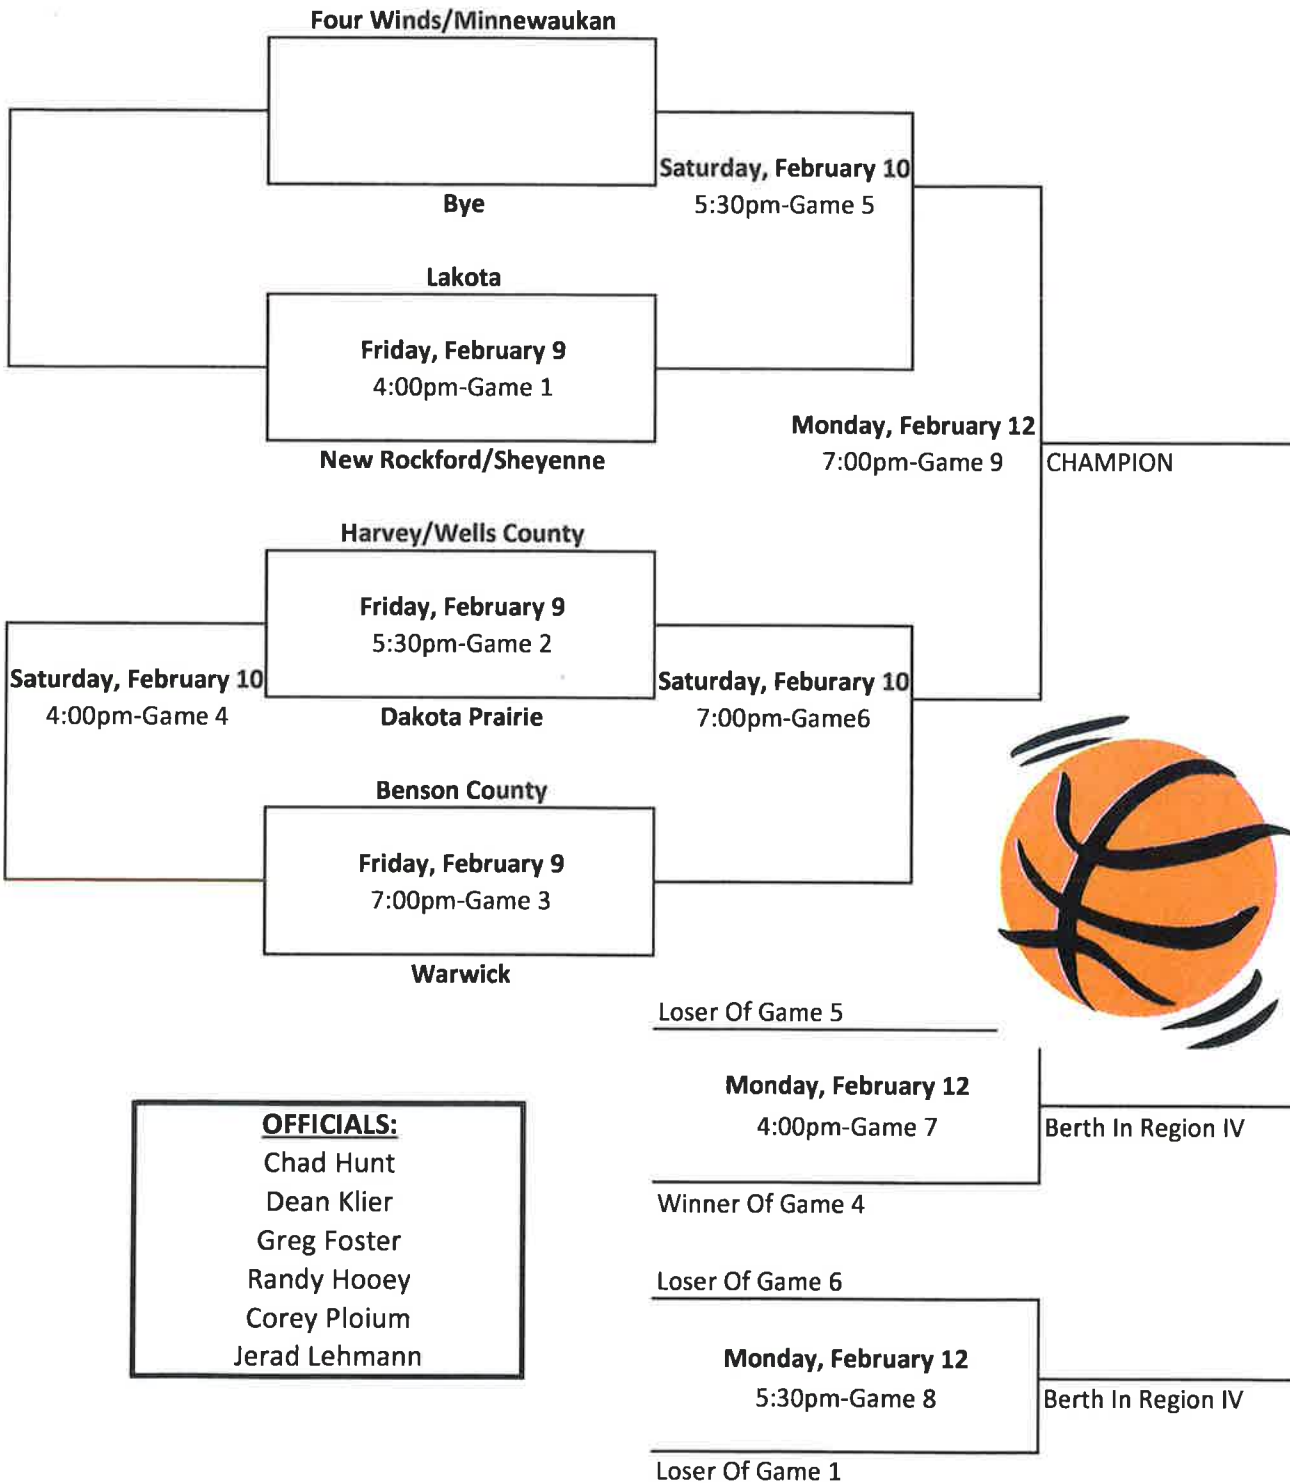 Four Winds/Minnewaukan
Saturday, February 10
5:30pm-Game 5
Bye
Lakota
Friday, February 9
4:00pm-Game 1
New Rockford/Sheyenne
Monday, February 12
7:00pm-Game 9
CHAMPION
Harvey/Wells County
Friday, February 9
5:30pm-Game 2
Dakota Prairie
Saturday, February 10
4:00pm-Game 4
Saturday, Feburary 10
7:00pm-Game6
Benson County
Friday, February 9
7:00pm-Game 3
Warwick
Loser Of Game 5
Monday, February 12
4:00pm-Game 7
Berth In Region IV
Winner Of Game 4
OFFICIALS:
Chad Hunt
Dean Klier
Greg Foster
Randy Hooey
Corey Ploium
Jerad Lehmann
Loser Of Game 6
Monday, February 12
5:30pm-Game 8
Berth In Region IV
Loser Of Game 1